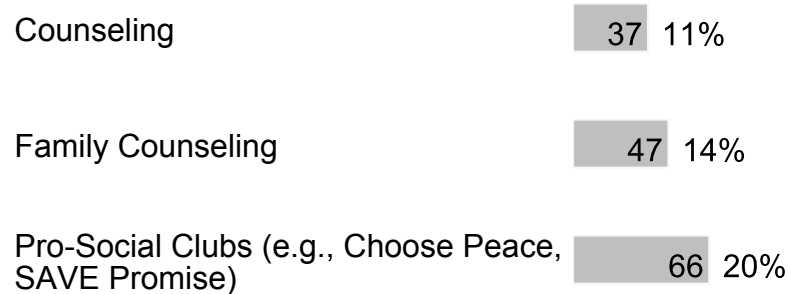 Counseling 37 11%
Family Counseling 47 14%
Pro-Social Clubs (e.g., Choose Peace,
SAVE Promise) 66 20%